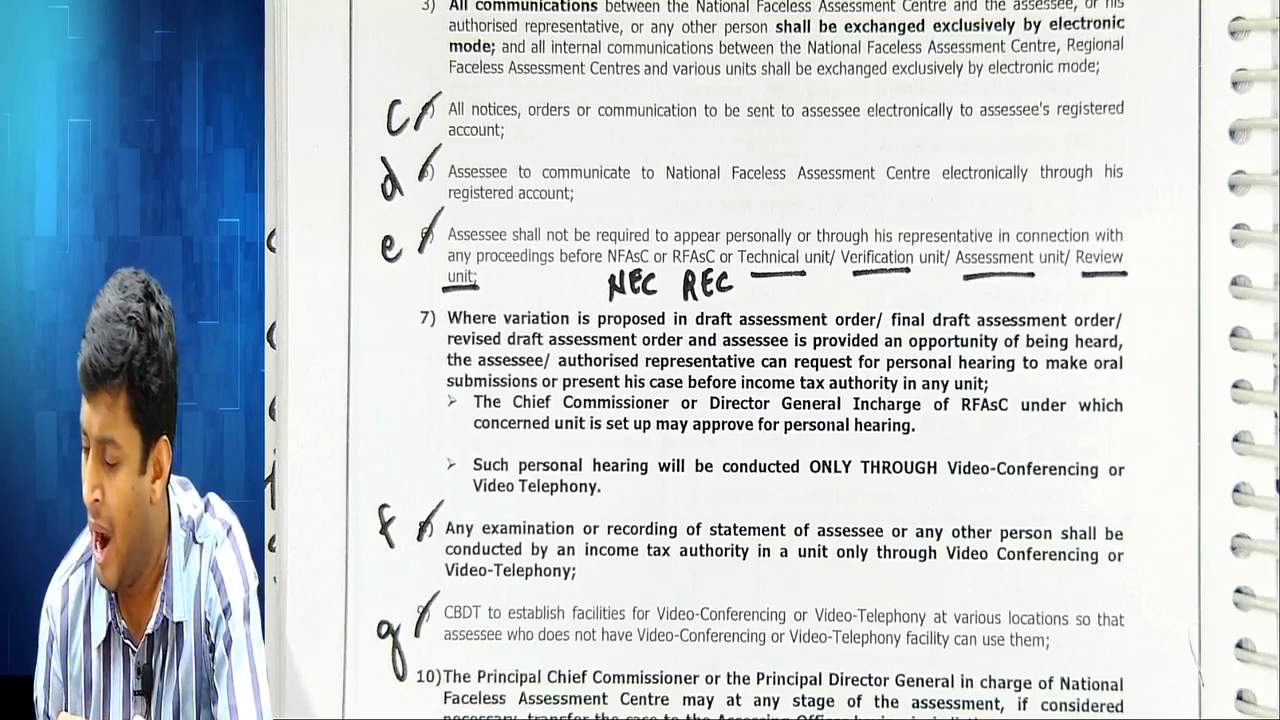 3) All communications between the National Faceless Assessment Centre and the assessee, or his
authorised representative, or any other person shall be exchanged exclusively by electronic
mode; and all internal communications between the National Faceless Assessment Centre, Regional
Faceless Assessment Centres and various units shall be exchanged exclusively by electronic mode;
c All notices, orders or communication to be sent to assessee electronically to assessee's registered
account;
d Assessee to communicate to National Faceless Assessment Centre electronically through his
registered account;
e Assessee shall not be required to appear personally or through his representative in connection with
any proceedings before NFAsC or RFAsC or Technical unit/ Verification unit/ Assessment unit/ Review
unit;
NEC REC
7) Where variation is proposed in draft assessment order/ final draft assessment order/
revised draft assessment order and assessee is provided an opportunity of being heard,
the assessee/ authorised representative can request for personal hearing to make oral
submissions or present his case before income tax authority in any unit;
➢ The Chief Commissioner or Director General Incharge of RFAsC under which
concerned unit is set up may approve for personal hearing.
➢ Such personal hearing will be conducted ONLY THROUGH Video-Conferencing or
Video Telephony.
f Any examination or recording of statement of assessee or any other person shall be
conducted by an income tax authority in a unit only through Video Conferencing or
Video-Telephony;
g CBDT to establish facilities for Video-Conferencing or Video-Telephony at various locations so that
assessee who does not have Video-Conferencing or Video-Telephony facility can use them;
10) The Principal Chief Commissioner or the Principal Director General in charge of National
Faceless Assessment Centre may at any stage of the assessment, if considered
necessary, transfer the case to the Assessing Officer